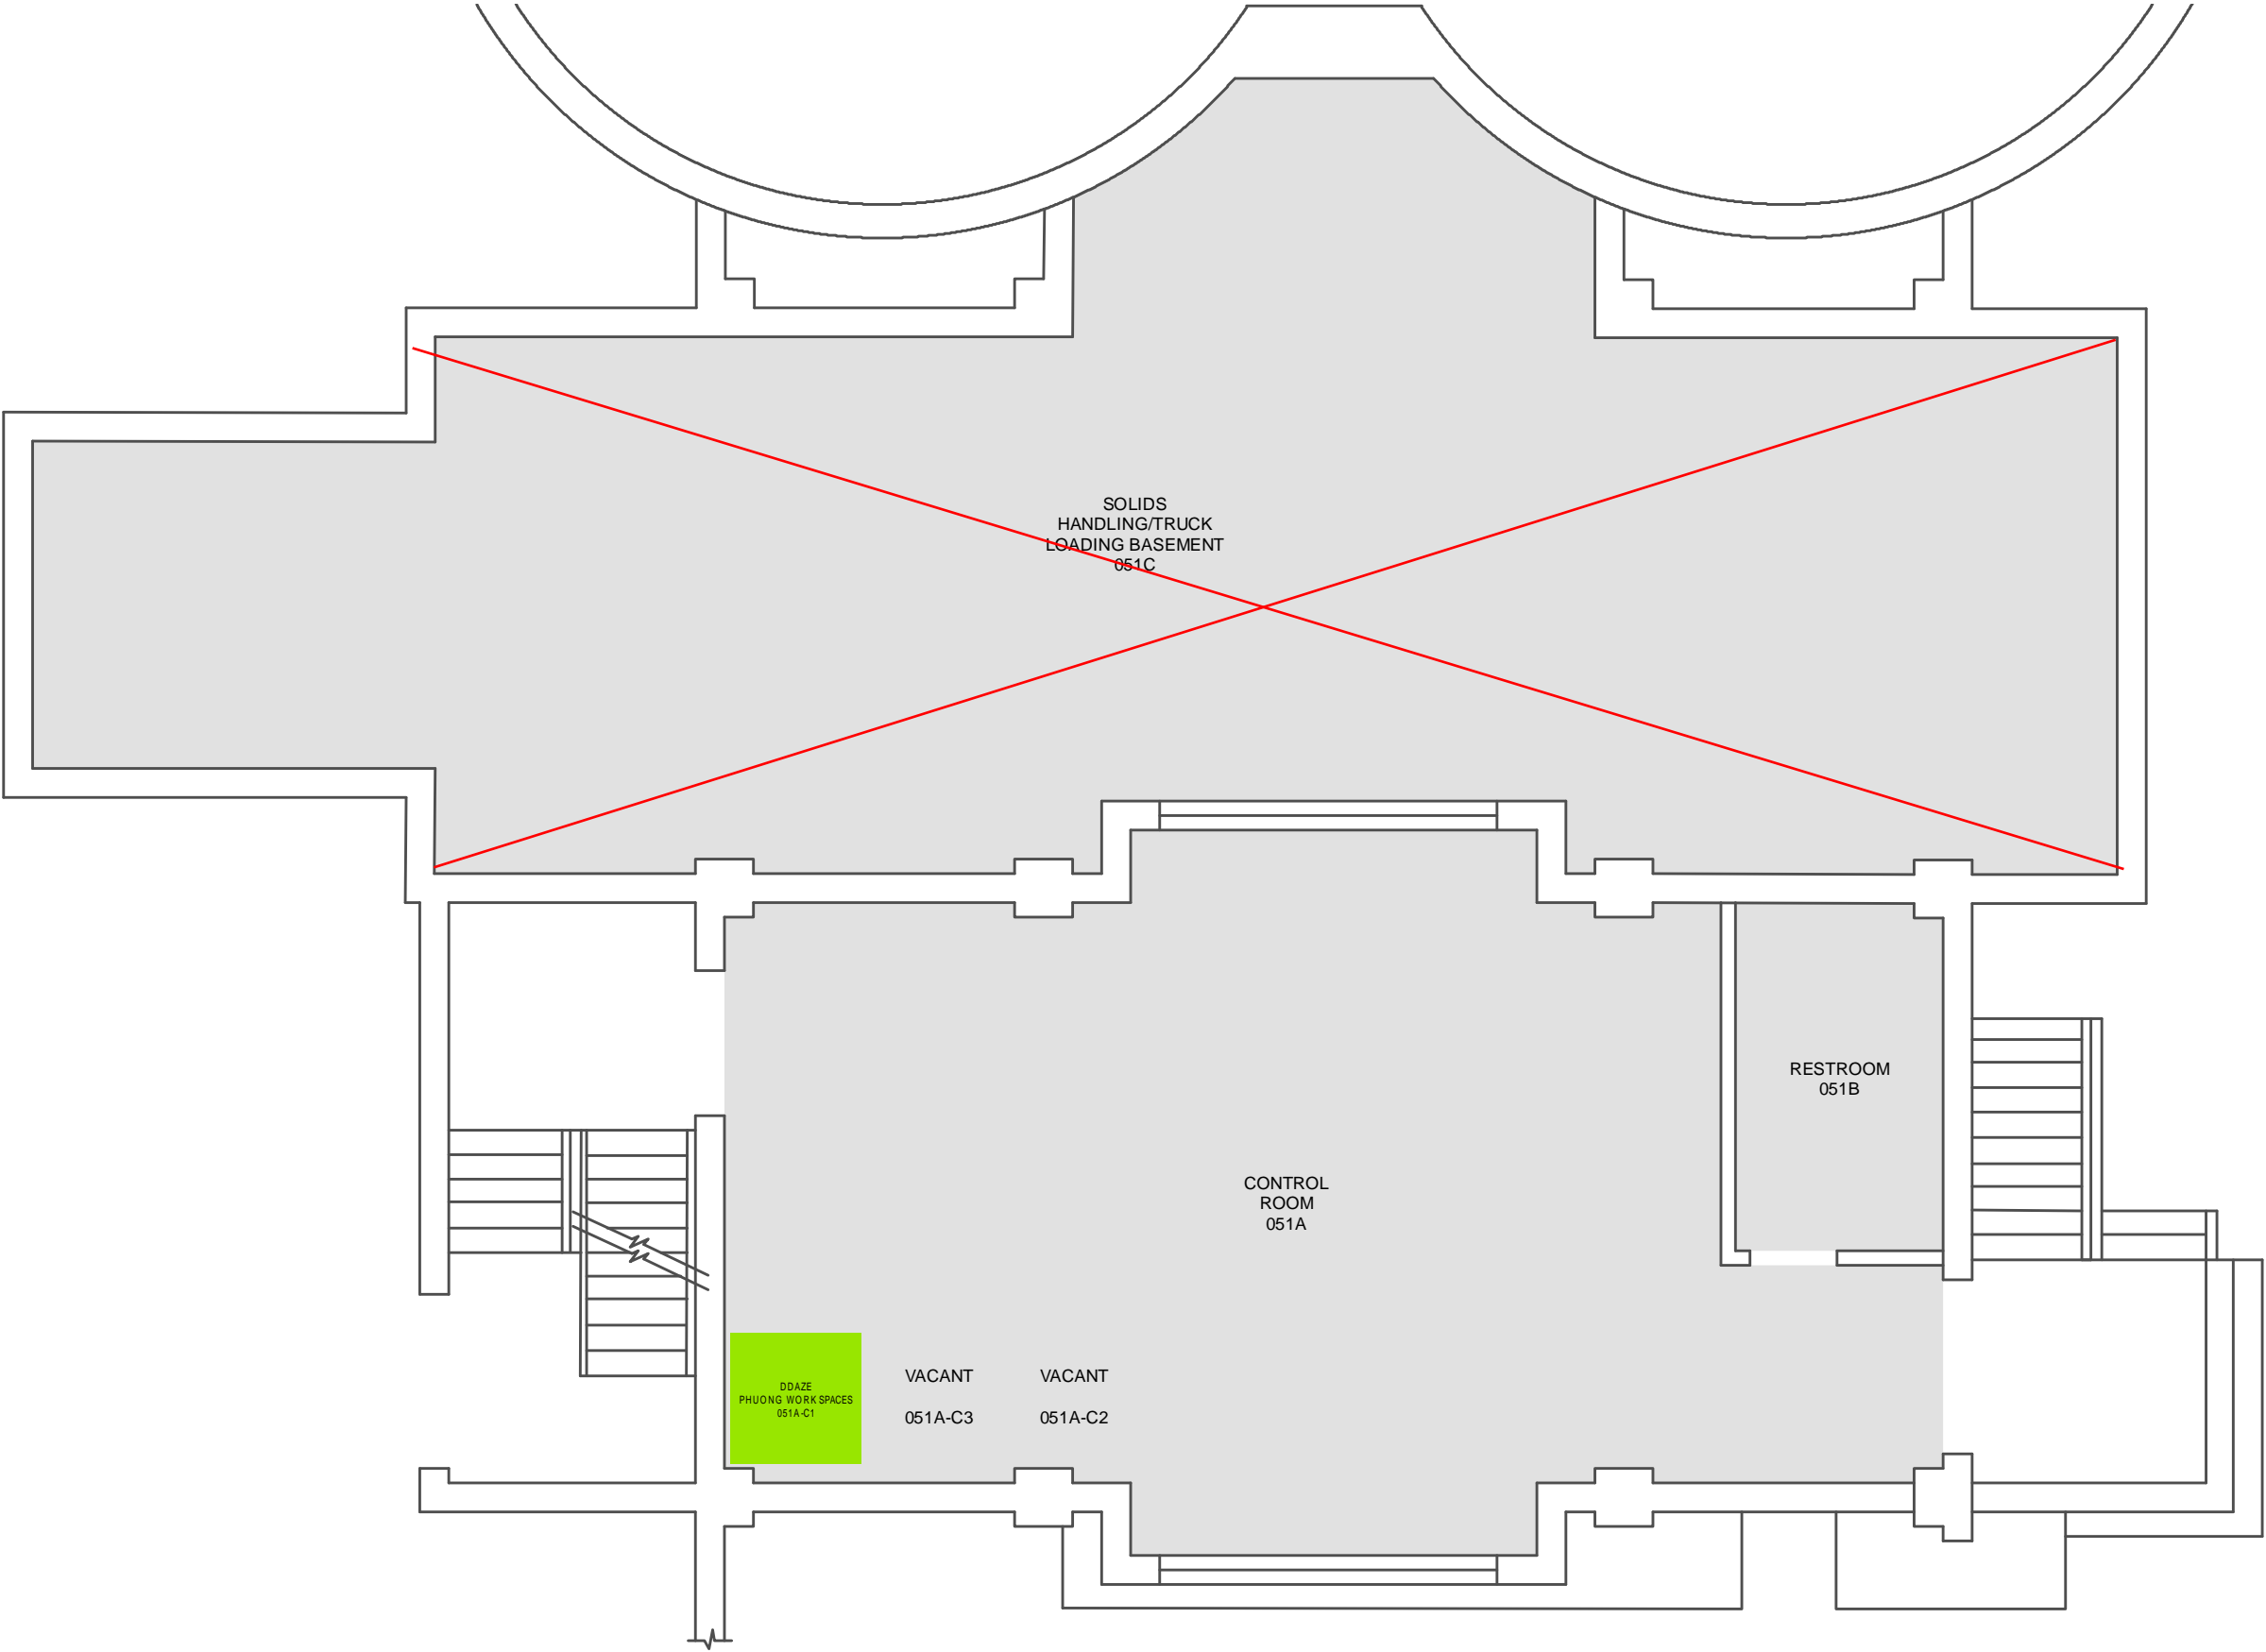 SOLIDS
HANDLING/TRUCK
LOADING BASEMENT
051C
RESTROOM
051B
CONTROL
ROOM
051A
DDAZE
PHUONG WORK SPACES
051A-C1
VACANT
051A-C3
VACANT
051A-C2